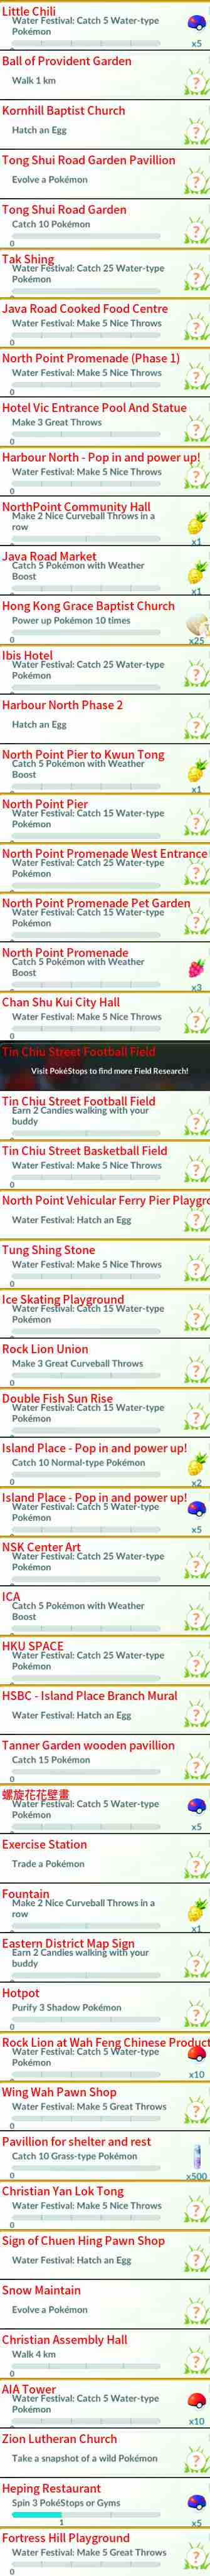 Little Chili
Water Festival: Catch 5 Water-type
Pokémon
x5
Ball of Provident Garden
Walk 1 km
Kornhill Baptist Church
Hatch an Egg
Tong Shui Road Garden Pavillion
Evolve a Pokémon
Tong Shui Road Garden
Catch 10 Pokémon
0
Tak Shing
Water Festival: Catch 25 Water-type
Pokémon
Java Road Cooked Food Centre
Water Festival: Make 5 Nice Throws
0
North Point Promenade (Phase 1)
Water Festival: Make 5 Nice Throws
0
Hotel Vic Entrance Pool And Statue
Make 3 Great Throws
0
Harbour North - Pop in and power up!
Water Festival: Make 5 Nice Throws
0
NorthPoint Community Hall
Make 2 Nice Curveball Throws in a
row
x1
Java Road Market
Catch 5 Pokémon with Weather
Boost
x1
Hong Kong Grace Baptist Church
Power up Pokémon 10 times
0
x25
Ibis Hotel
Water Festival: Catch 25 Water-type
Pokémon
Harbour North Phase 2
Hatch an Egg
North Point Pier to Kwun Tong
Catch 5 Pokémon with Weather
Boost
x1
North Point Pier
Water Festival: Catch 15 Water-type
Pokémon
North Point Promenade West Entrance
Water Festival: Catch 25 Water-type
Pokémon
North Point Promenade Pet Garden
Water Festival: Catch 15 Water-type
Pokémon
North Point Promenade
Catch 5 Pokémon with Weather
Boost
x3
Chan Shu Kui City Hall
Water Festival: Make 5 Nice Throws
0
Tin Chiu Street Football Field
Visit PokéStops to find more Field Research!
Tin Chiu Street Football Field
Earn 2 Candies walking with your
buddy
Tin Chiu Street Basketball Field
Water Festival: Make 5 Nice Throws
0
North Point Vehicular Ferry Pier Playgro
Water Festival: Hatch an Egg
Tung Shing Stone
Water Festival: Make 5 Nice Throws
0
Ice Skating Playground
Water Festival: Catch 15 Water-type
Pokémon
Rock Lion Union
Make 3 Great Curveball Throws
0
Double Fish Sun Rise
Water Festival: Catch 15 Water-type
Pokémon
Island Place - Pop in and power up!
Catch 10 Normal-type Pokémon
0
x2
Island Place - Pop in and power up!
Water Festival: Catch 5 Water-type
Pokémon
x5
NSK Center Art
Water Festival: Catch 25 Water-type
Pokémon
ICA
Catch 5 Pokémon with Weather
Boost
HKU SPACE
Water Festival: Catch 25 Water-type
Pokémon
HSBC - Island Place Branch Mural
Water Festival: Hatch an Egg
Tanner Garden wooden pavillion
Catch 15 Pokémon
0
螺旋花花壁畫
Water Festival: Catch 5 Water-type
Pokémon
x5
Exercise Station
Trade a Pokémon
Fountain
Make 2 Nice Curveball Throws in a
row
x1
Eastern District Map Sign
Earn 2 Candies walking with your
buddy
Hotpot
Purify 3 Shadow Pokémon
0
Rock Lion at Wah Feng Chinese Product
Water Festival: Catch 5 Water-type
Pokémon
x10
Wing Wah Pawn Shop
Water Festival: Make 5 Great Throws
0
Pavillion for shelter and rest
Catch 10 Grass-type Pokémon
0
x500
Christian Yan Lok Tong
Water Festival: Make 5 Nice Throws
0
Sign of Chuen Hing Pawn Shop
Water Festival: Hatch an Egg
Snow Maintain
Evolve a Pokémon
Christian Assembly Hall
Walk 4 km
0
AIA Tower
Water Festival: Catch 5 Water-type
Pokémon
x10
Zion Lutheran Church
Take a snapshot of a wild Pokémon
Heping Restaurant
Spin 3 PokéStops or Gyms
1
x5
Fortress Hill Playground
Water Festival: Make 5 Great Throws
0